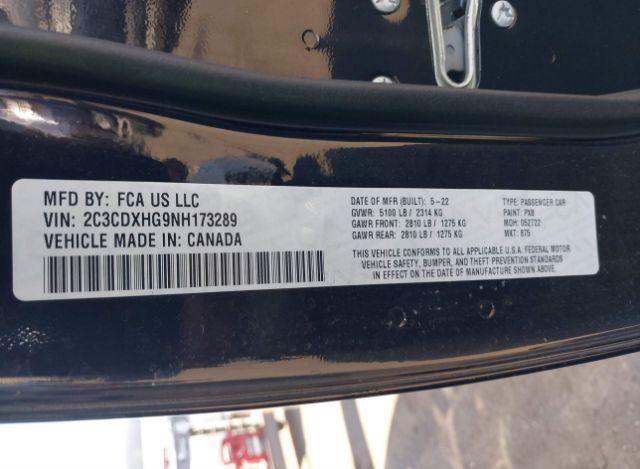 MFD BY: FCA US LLC
VIN: 2C3CDXHG9NH173289
VEHICLE MADE IN: CANADA
DATE OF MFR (BUILT): 5-22
GVWR: 5100 LB / 2314 KG
GAWR FRONT: 2810 LB / 1275 KG
GAWR REAR: 2810 LB / 1275 KG
TYPE: PASSENGER CAR
PAINT: PX8
MDH: 052722
MKT: 875
THIS VEHICLE CONFORMS TO ALL APPLICABLE U.S.A. FEDERAL MOTOR
VEHICLE SAFETY, BUMPER, AND THEFT PREVENTION STANDARDS
IN EFFECT ON THE DATE OF MANUFACTURE SHOWN ABOVE.